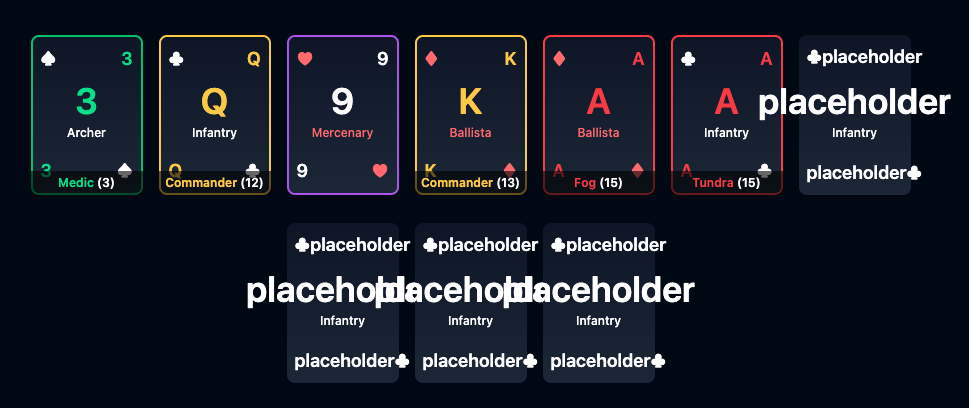 ♠ 3
3
Archer
3 ♠
Medic (3)
♣ Q
Q
Infantry
Q ♣
Commander (12)
♥ 9
9
Mercenary
9 ♥
♦ K
K
Ballista
K ♦
Commander (13)
♦ A
A
Ballista
A ♦
Fog (15)
♣ A
A
Infantry
A ♣
Tundra (15)
♣placeholder
placeholder
Infantry
placeholder♣
♣placeholder
placeholder
Infantry
placeholder♣
♣placeholder
placeholder
Infantry
placeholder♣
♣placeholder
placeholder
Infantry
placeholder♣